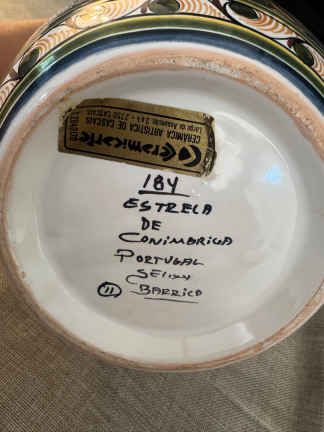 Ceramicarte
CERAMICA ARTISTICA DE CASCAIS
184
ESTRELA
DE
CONIMBRIGA
PORTUGAL
11